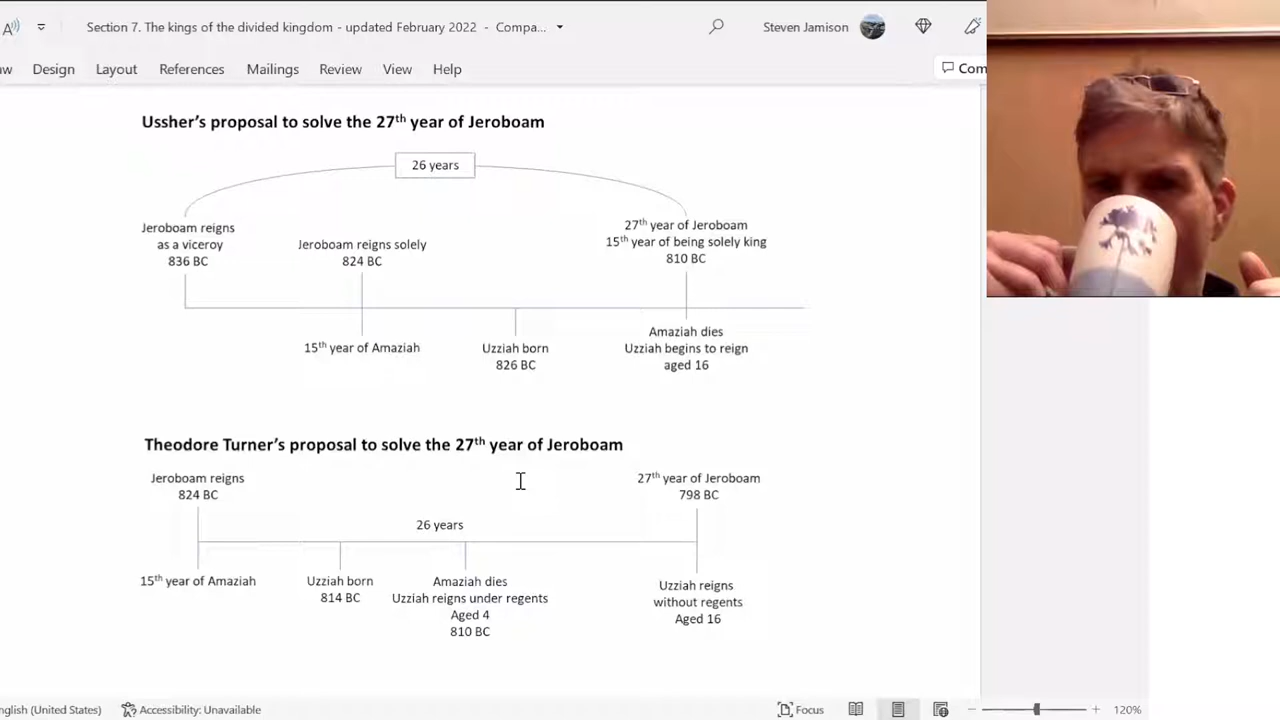 Section 7. The kings of the divided kingdom - updated February 2022 - Compa...
Steven Jamison
Design Layout References Mailings Review View Help
Com
Ussher's proposal to solve the 27th year of Jeroboam
26 years
Jeroboam reigns
as a viceroy
836 BC
Jeroboam reigns solely
824 BC
27th year of Jeroboam
15th year of being solely king
810 BC
15th year of Amaziah
Uzziah born
826 BC
Amaziah dies
Uzziah begins to reign
aged 16
Theodore Turner's proposal to solve the 27th year of Jeroboam
Jeroboam reigns
824 BC
27th year of Jeroboam
798 BC
26 years
15th year of Amaziah
Uzziah born
814 BC
Amaziah dies
Uzziah reigns under regents
Aged 4
810 BC
Uzziah reigns
without regents
Aged 16
nglish (United States) Accessibility: Unavailable Focus 120%